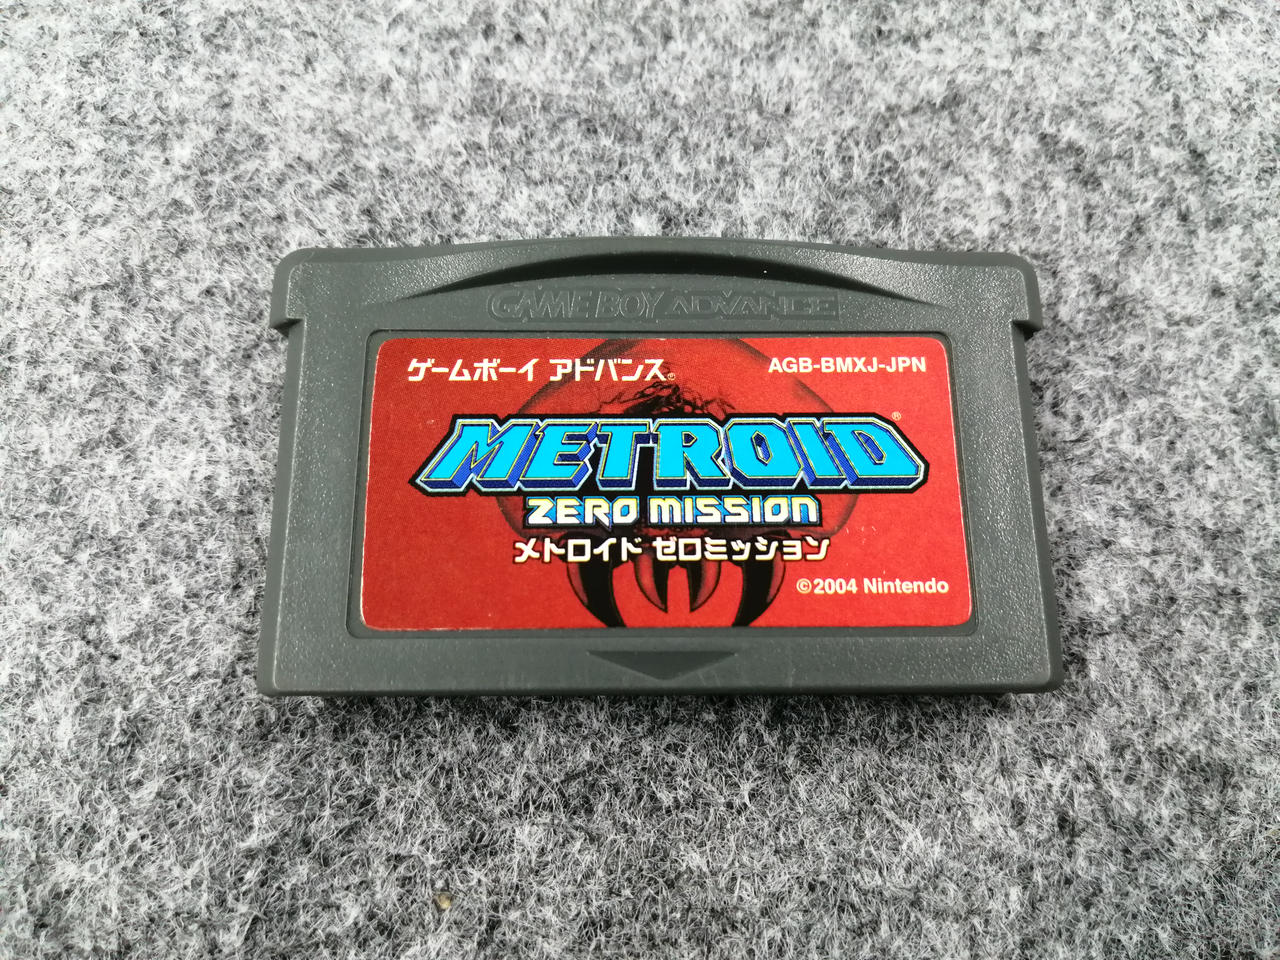 GAME BOY ADVANCE
ゲームボーイ アドバンス®
AGB-BMXJ-JPN
METROID®
ZERO MISSION
メトロイド ゼロミッション
©2004 Nintendo